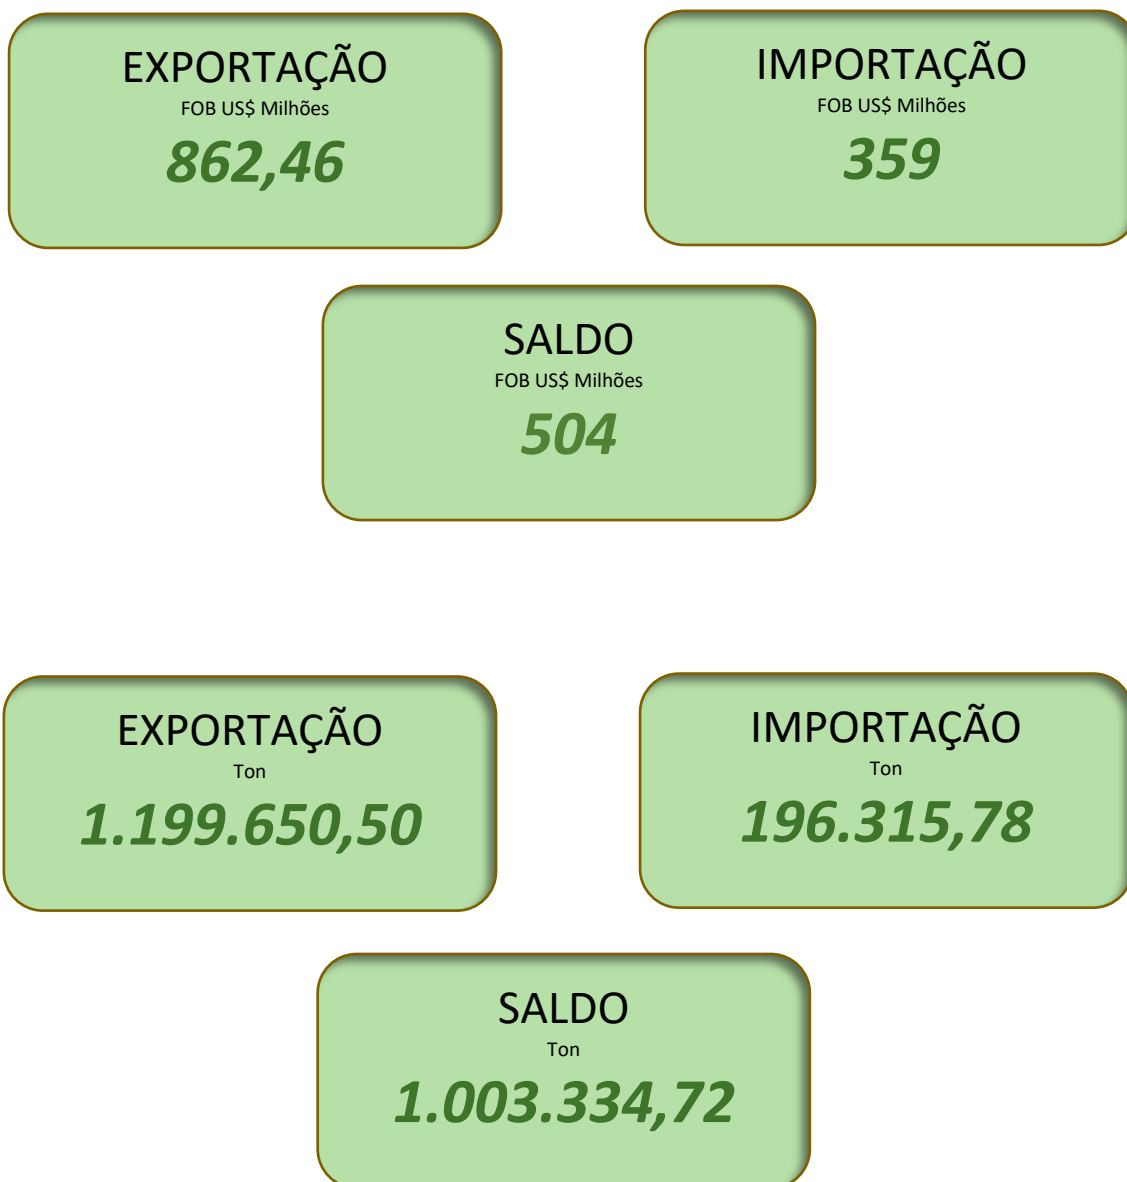 EXPORTAÇÃO
FOB US$ Milhões
862,46
IMPORTAÇÃO
FOB US$ Milhões
359
SALDO
FOB US$ Milhões
504
EXPORTAÇÃO
Ton
1.199.650,50
IMPORTAÇÃO
Ton
196.315,78
SALDO
Ton
1.003.334,72